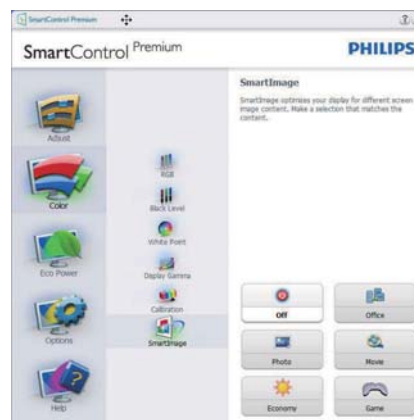 SmartControl Premium
SmartControl Premium
PHILIPS
SmartImage
SmartImage optimizes your display for different screen
image content. Make a selection that matches the
content.
Adjust
Color
Eco Power
Options
Help
RGB
Black Level
White Point
Display Gamma
Calibration
SmartImage
Off
Office
Photo
Movie
Economy
Game